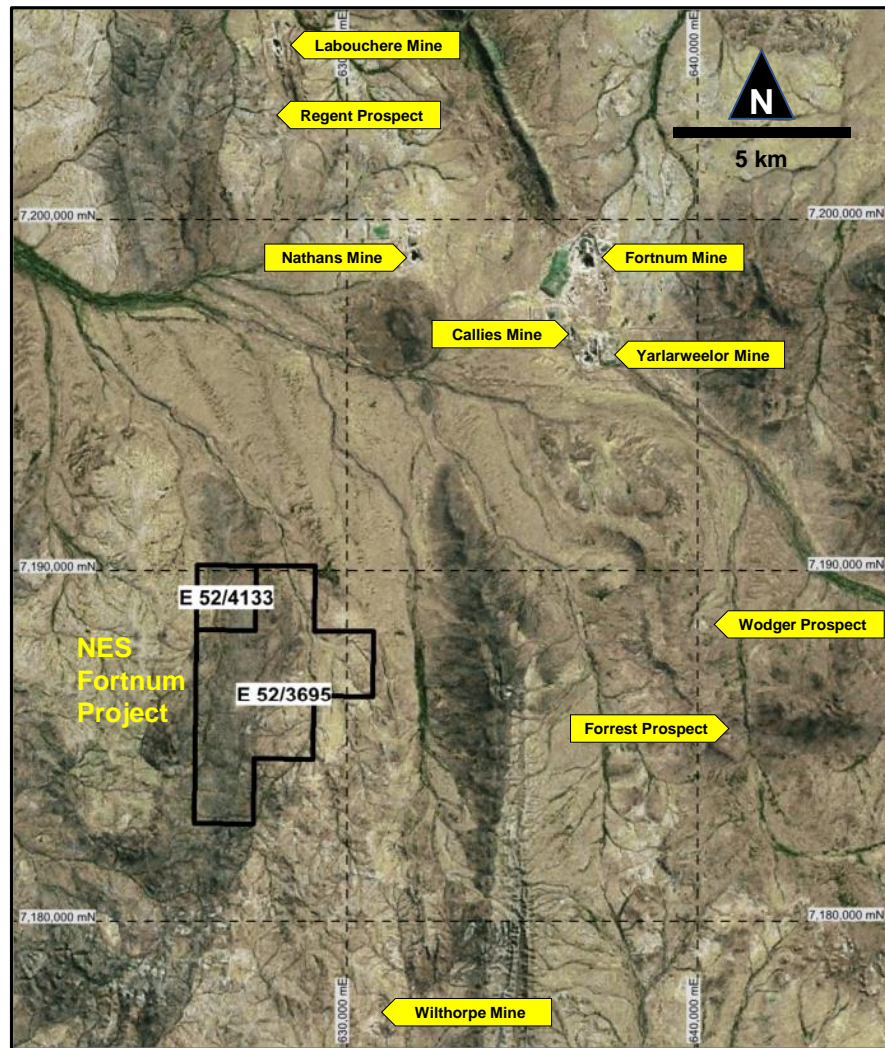 Labouchere Mine
630,000 mE
640,000 mE
N
Regent Prospect
5 km
7,200,000 mN
7,200,000 mN
Nathans Mine
Fortnum Mine
Callies Mine
Yarlarweelor Mine
7,190,000 mN
7,190,000 mN
E 52/4133
Wodger Prospect
NES
Fortnum
Project
E 52/3695
Forrest Prospect
7,180,000 mN
7,180,000 mN
630,000 mE
640,000 mE
Wilthorpe Mine